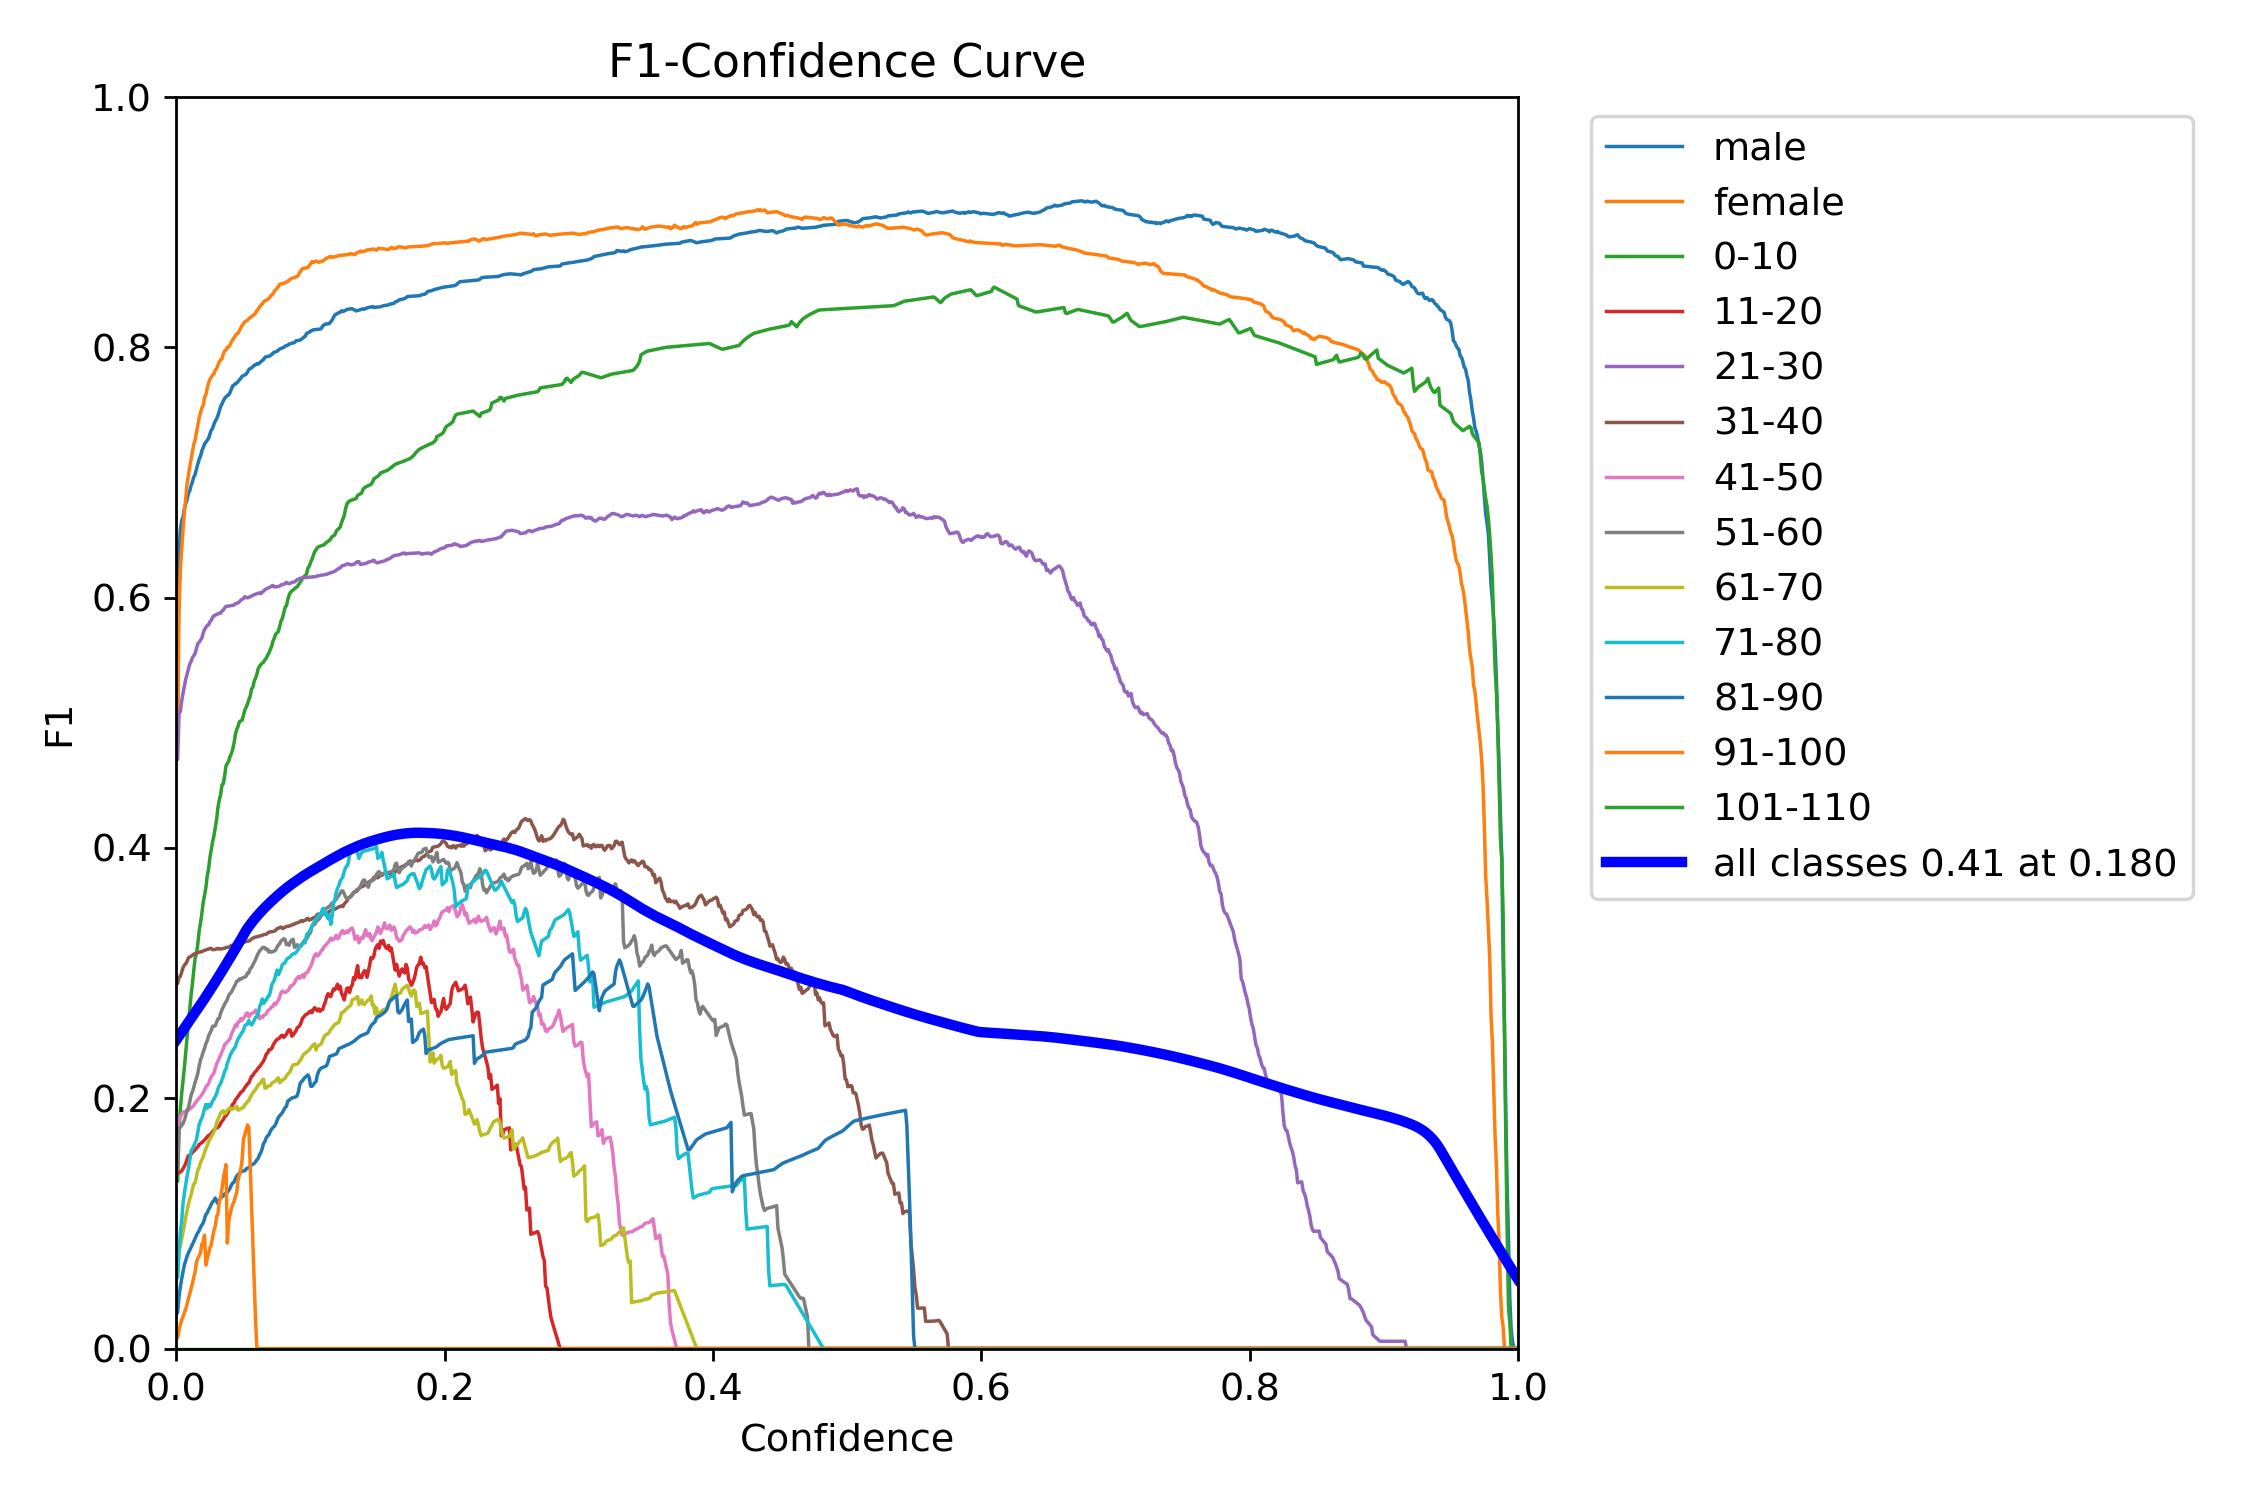 F1-Confidence Curve
1.0
0.8
0.6
0.4
0.2
0.0
F1
0.0 0.2 0.4 0.6 0.8 1.0
Confidence
male
female
0-10
11-20
21-30
31-40
41-50
51-60
61-70
71-80
81-90
91-100
101-110
all classes 0.41 at 0.180